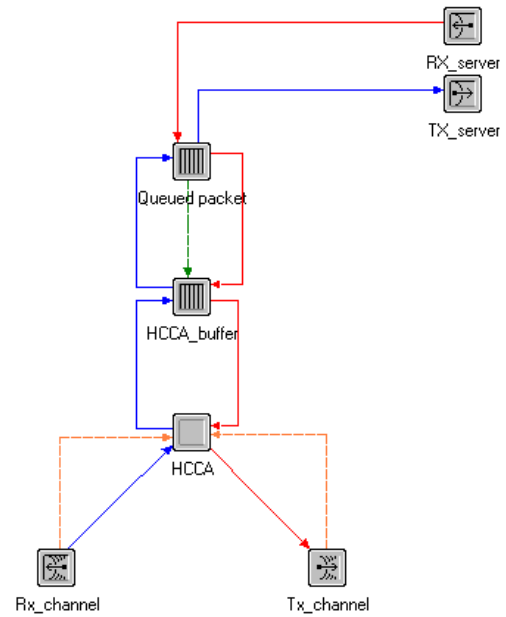 RX_server
TX_server
Queued packet
HCCA_buffer
HCCA
Rx_channel
Tx_channel